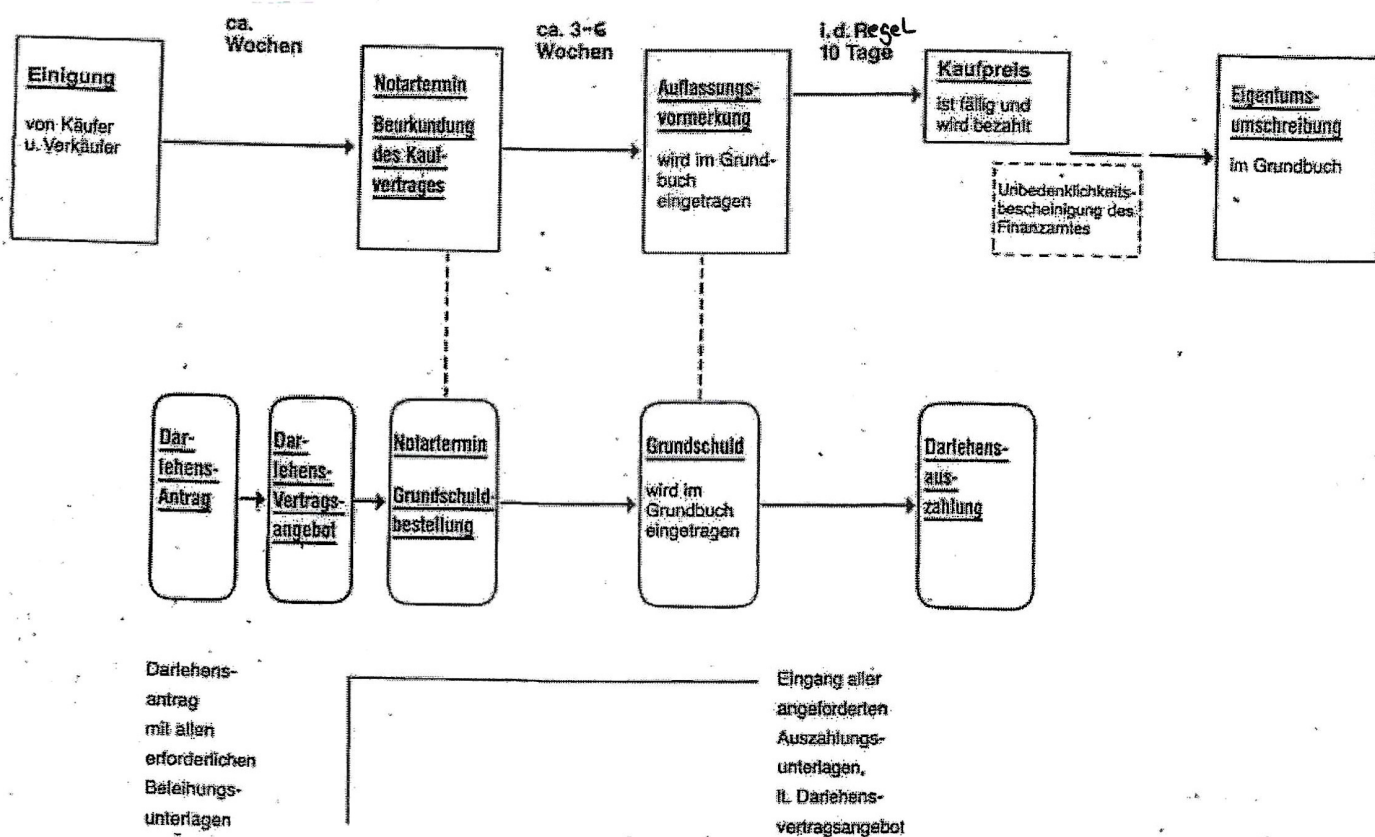 ca.
Wochen
ca. 3-6
Wochen
i.d. Regel
10 Tage
Einigung
von Käufer
u. Verkäufer
Notartermin
Beurkundung
des Kauf-
vertrages
Auflassungs-
vormerkung
wird im Grund-
buch
eingetragen
Kaufpreis
ist fällig und
wird bezahlt
Unbedenklichkeits-
bescheinigung des
Finanzamtes
Eigentums-
umschreibung
im Grundbuch
Dar-
lehens-
Antrag
Dar-
lehens-
Vertrags-
angebot
Notartermin
Grundschuld-
bestellung
Grundschuld
wird im
Grundbuch
eingetragen
Darlehens-
aus-
zahlung
Darlehens-
antrag
mit allen
erforderlichen
Beleihungs-
unterlagen
Eingang aller
angeforderten
Auszahlungs-
unterlagen,
lt. Darlehens-
vertragsangebot